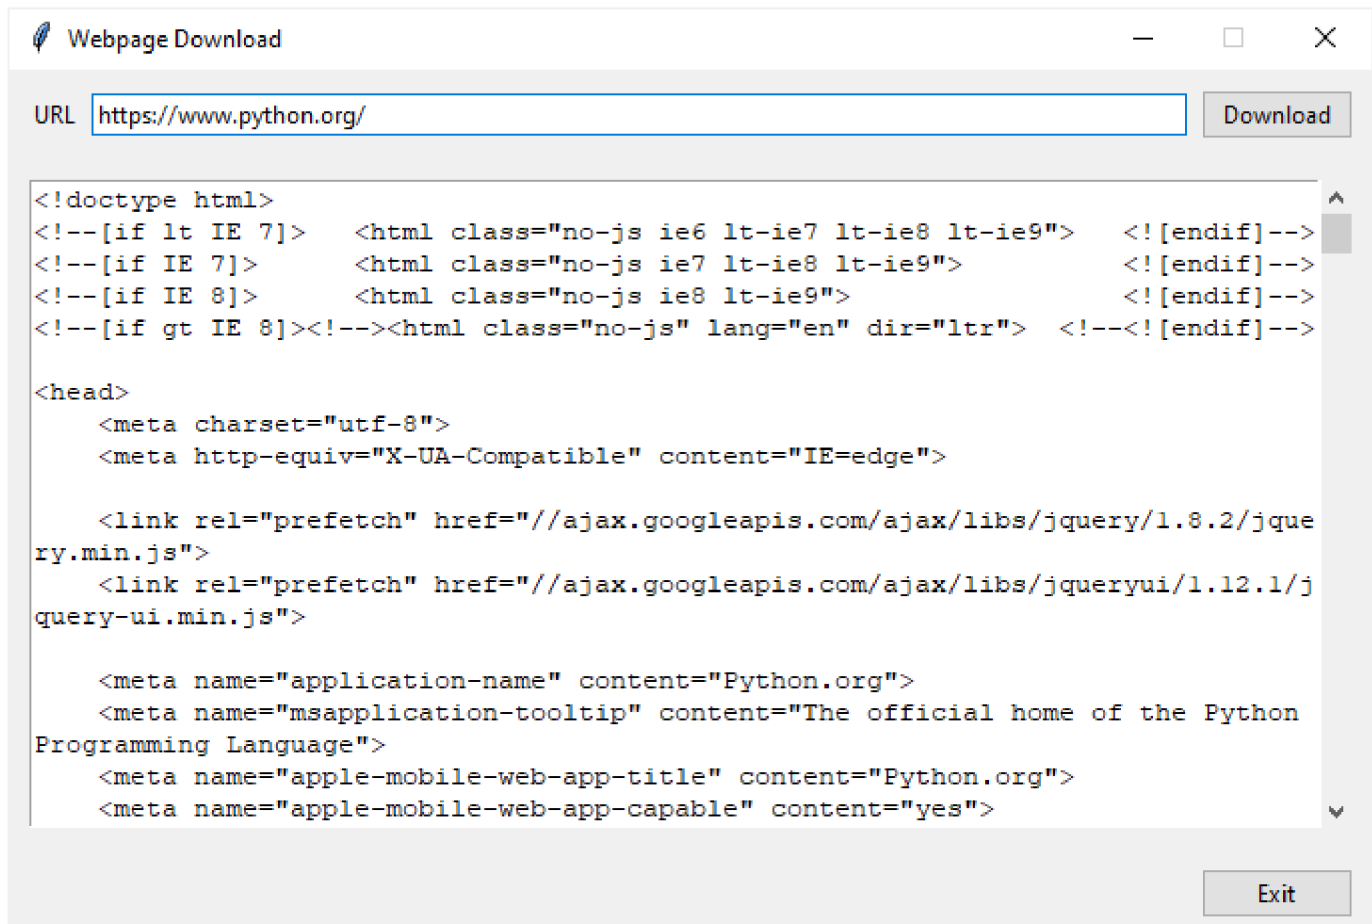 Webpage Download
URL https://www.python.org/ Download
<!doctype html>
<!--[if lt IE 7]>   <html class="no-js ie6 lt-ie7 lt-ie8 lt-ie9">   <![endif]-->
<!--[if IE 7]>      <html class="no-js ie7 lt-ie8 lt-ie9">          <![endif]-->
<!--[if IE 8]>      <html class="no-js ie8 lt-ie9">                 <![endif]-->
<!--[if gt IE 8]><!--><html class="no-js" lang="en" dir="ltr">  <!--<![endif]-->

<head>
    <meta charset="utf-8">
    <meta http-equiv="X-UA-Compatible" content="IE=edge">

    <link rel="prefetch" href="//ajax.googleapis.com/ajax/libs/jquery/1.8.2/jque
ry.min.js">
    <link rel="prefetch" href="//ajax.googleapis.com/ajax/libs/jqueryui/1.12.1/j
query-ui.min.js">

    <meta name="application-name" content="Python.org">
    <meta name="msapplication-tooltip" content="The official home of the Python
Programming Language">
    <meta name="apple-mobile-web-app-title" content="Python.org">
    <meta name="apple-mobile-web-app-capable" content="yes">
Exit